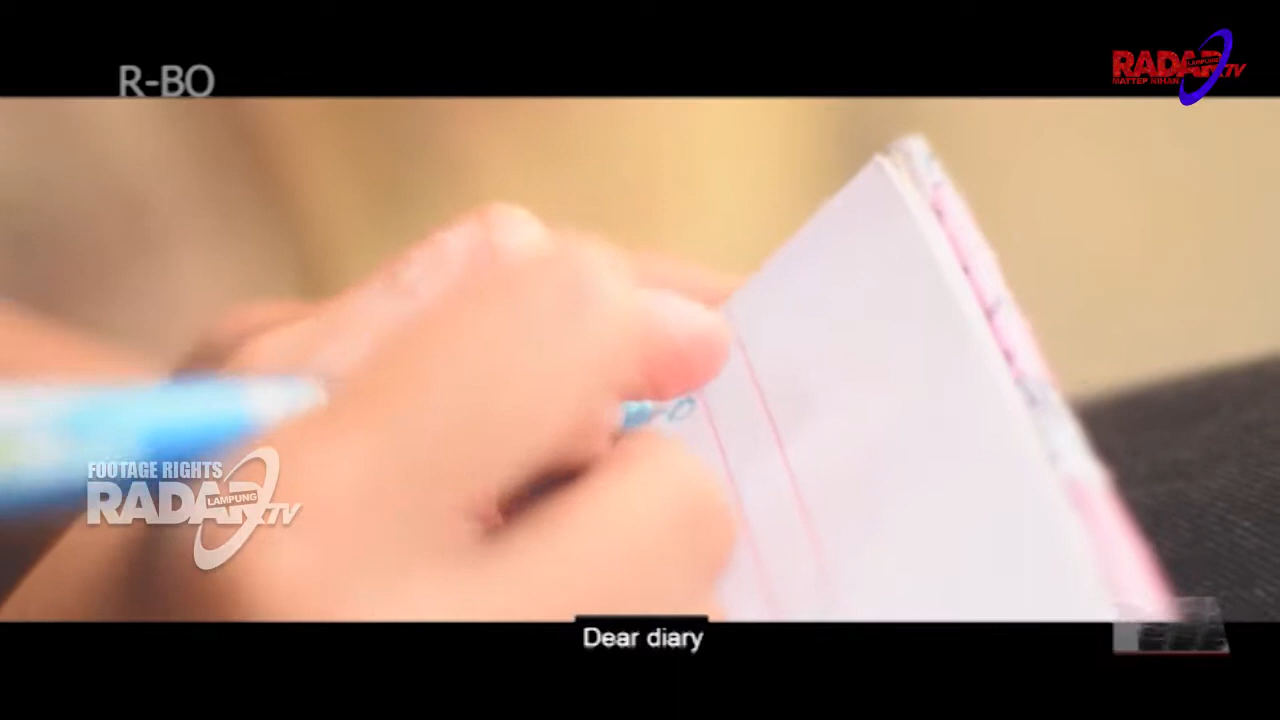 R-BO
RADAR
LAMPUNG
TV
MATTEP NIHAN
FOOTAGE RIGHTS
RADAR
LAMPUNG
TV
Dear diary